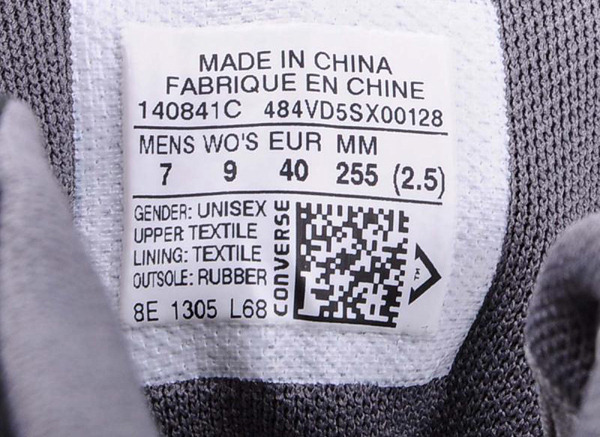 MADE IN CHINA
FABRIQUE EN CHINE
140841C 484VD5SX00128
MENS WO'S EUR MM
7 9 40 255 (2.5)
GENDER: UNISEX
UPPER TEXTILE
LINING: TEXTILE
OUTSOLE: RUBBER
8E 1305 L68
CONVERSE
TM